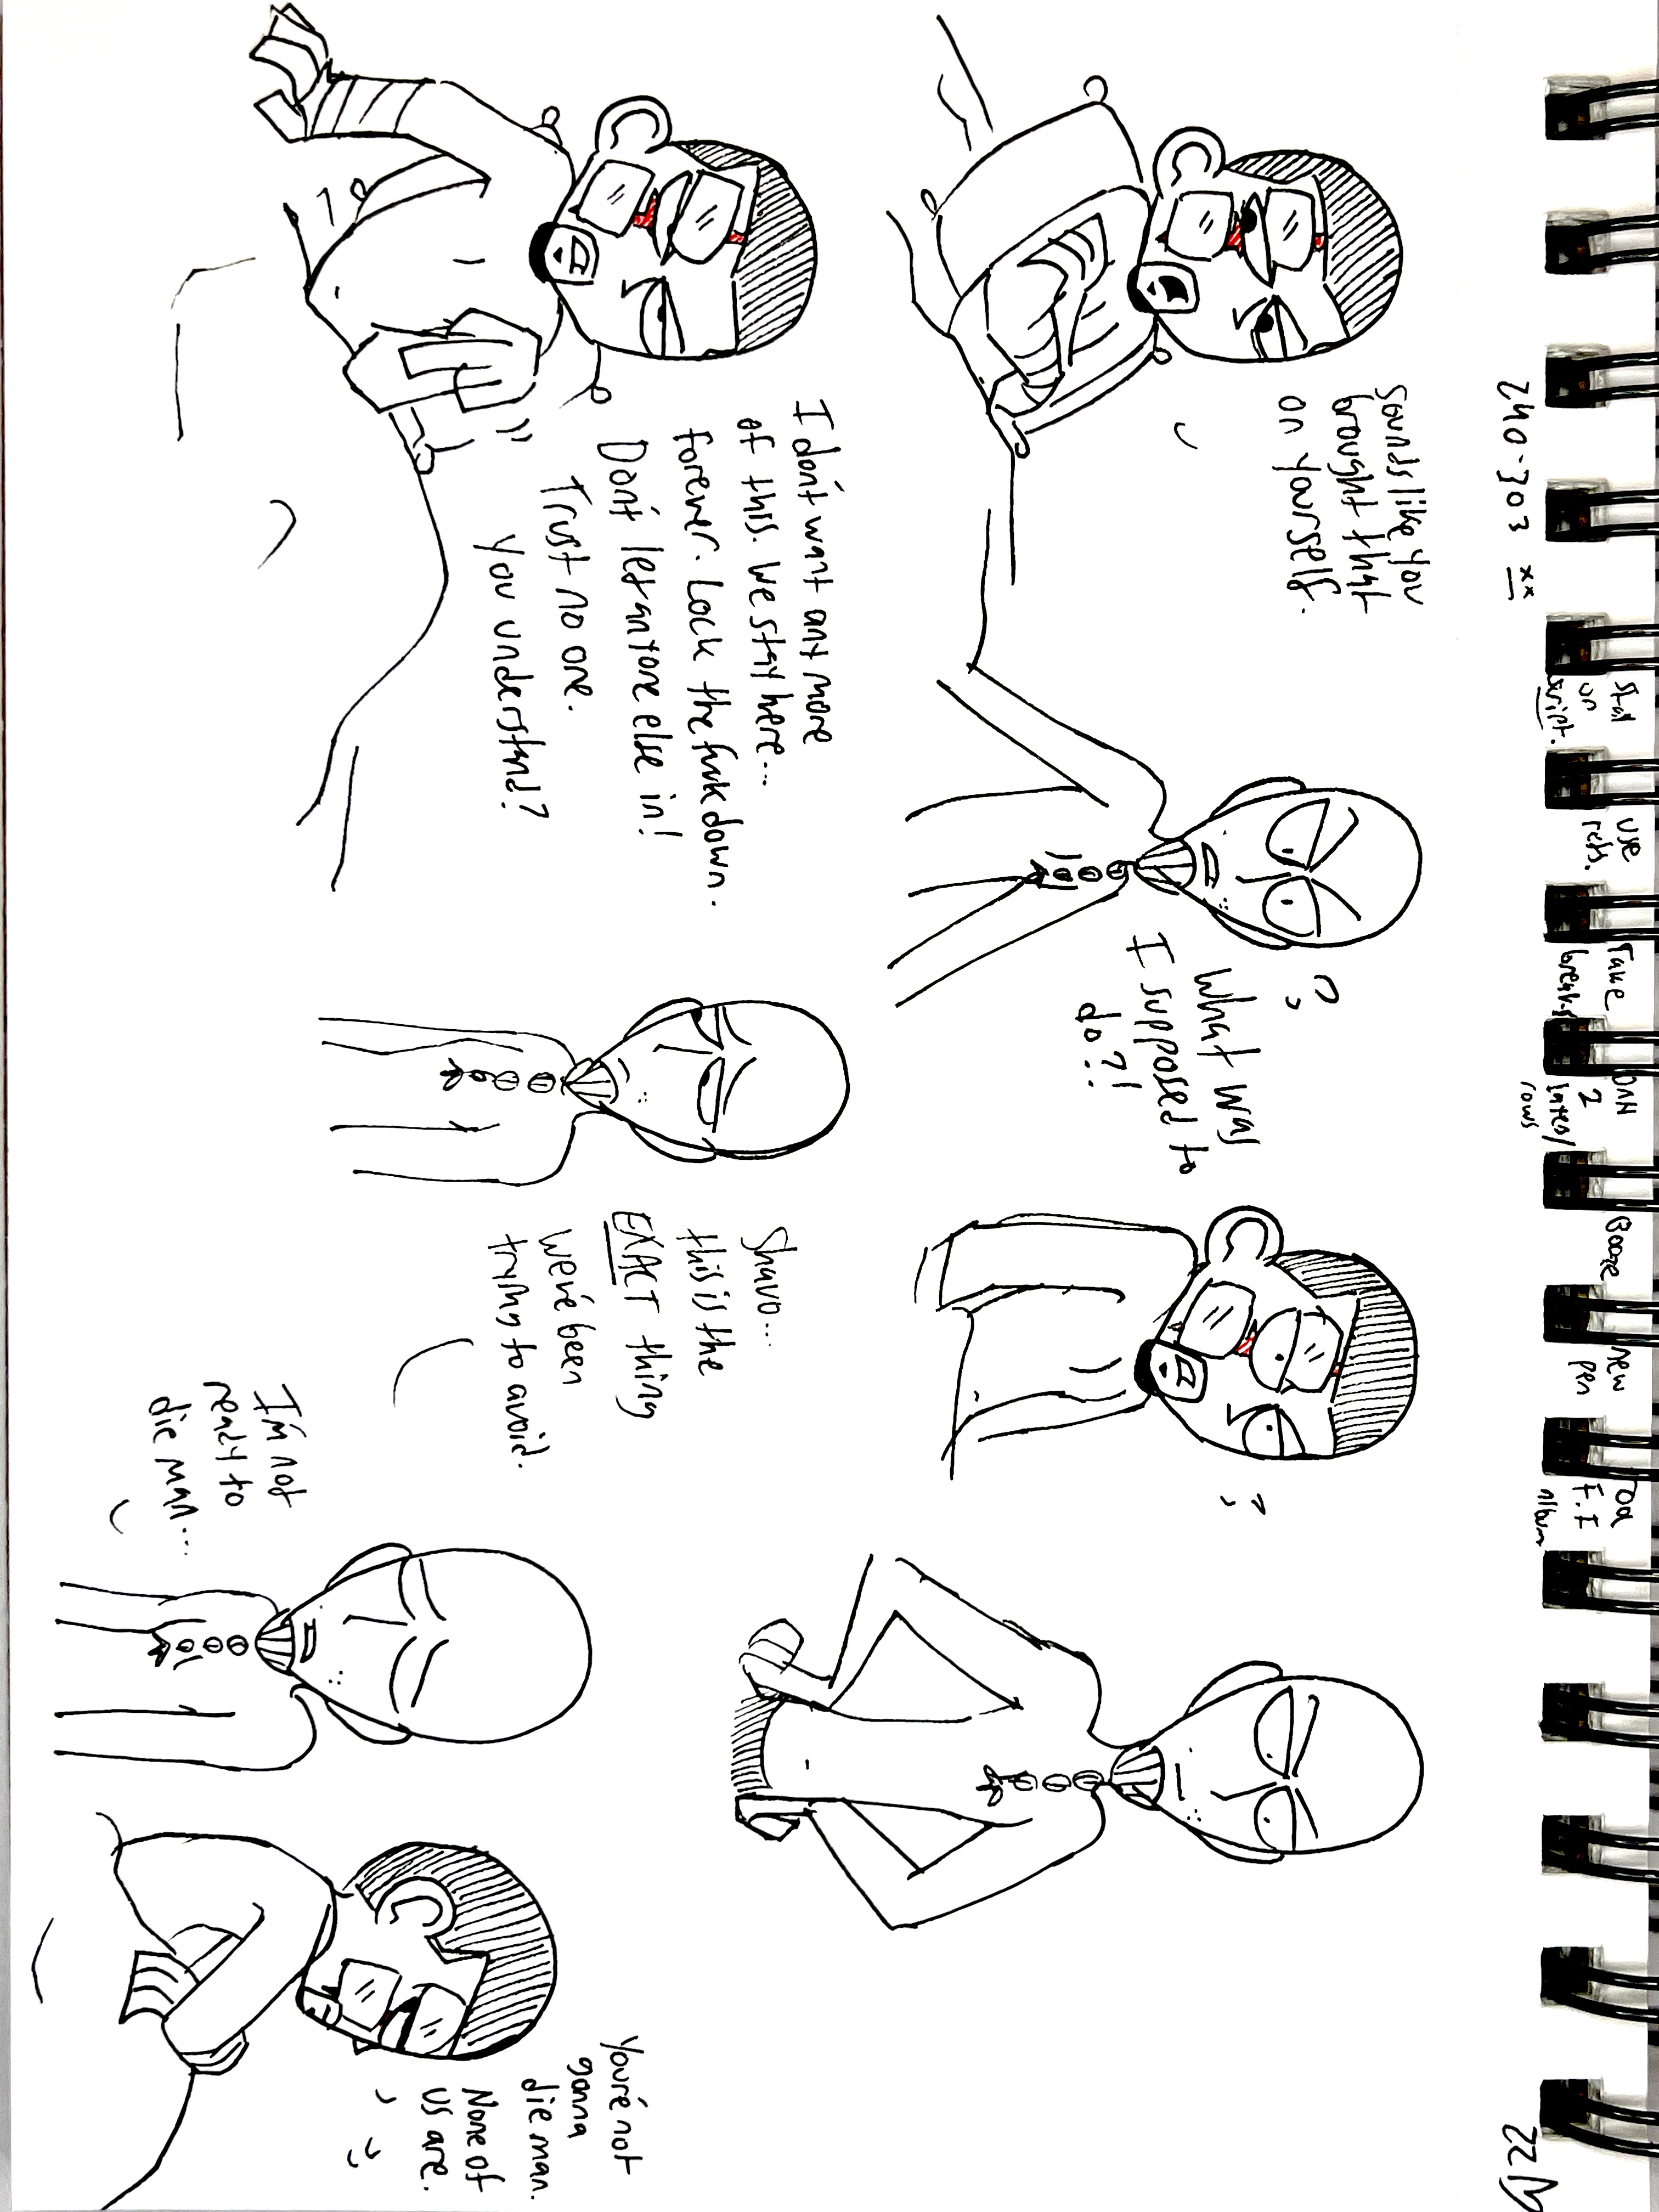 Stay
on
script.
use
refs.
Take
breaks
Only
2
layers/
rows
Booze
new
pen
F.I
album
240-303 xx
22
sounds like you
brought that
on yourself.
?
What was
I supposed to
do?!
?
I don't want any more
of this. We stay here...
forever. Lock the fuck down.
Don't let anyone else in!
Trust no one.
You understand?
Shavo...
this is the
EXACT thing
we've been
trying to avoid.
I'm not
ready to
die man...
You're not
gonna
die man.
None of
us are.